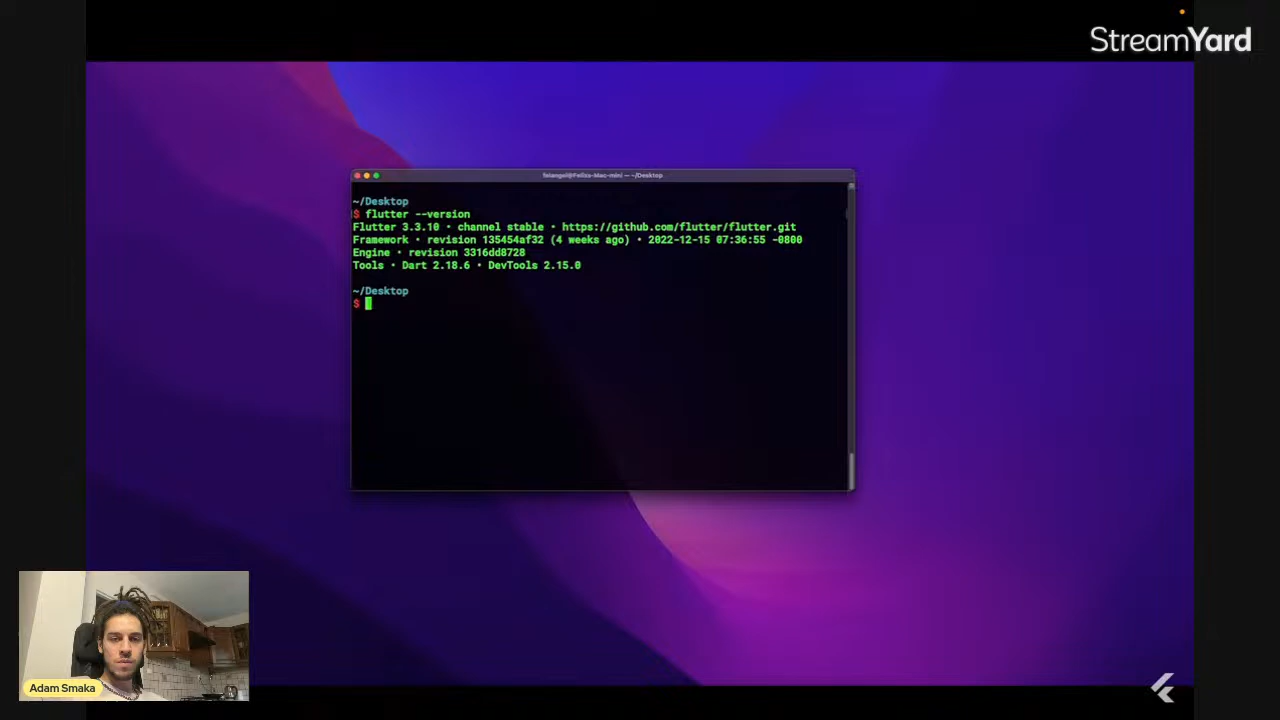 StreamYard
felangel@Felixs-Mac-mini — ~/Desktop
~/Desktop
$ flutter --version
Flutter 3.3.10 • channel stable • https://github.com/flutter/flutter.git
Framework • revision 135454af32 (4 weeks ago) • 2022-12-15 07:36:55 -0800
Engine • revision 3316dd8728
Tools • Dart 2.18.6 • DevTools 2.15.0
~/Desktop
$
Adam Smaka